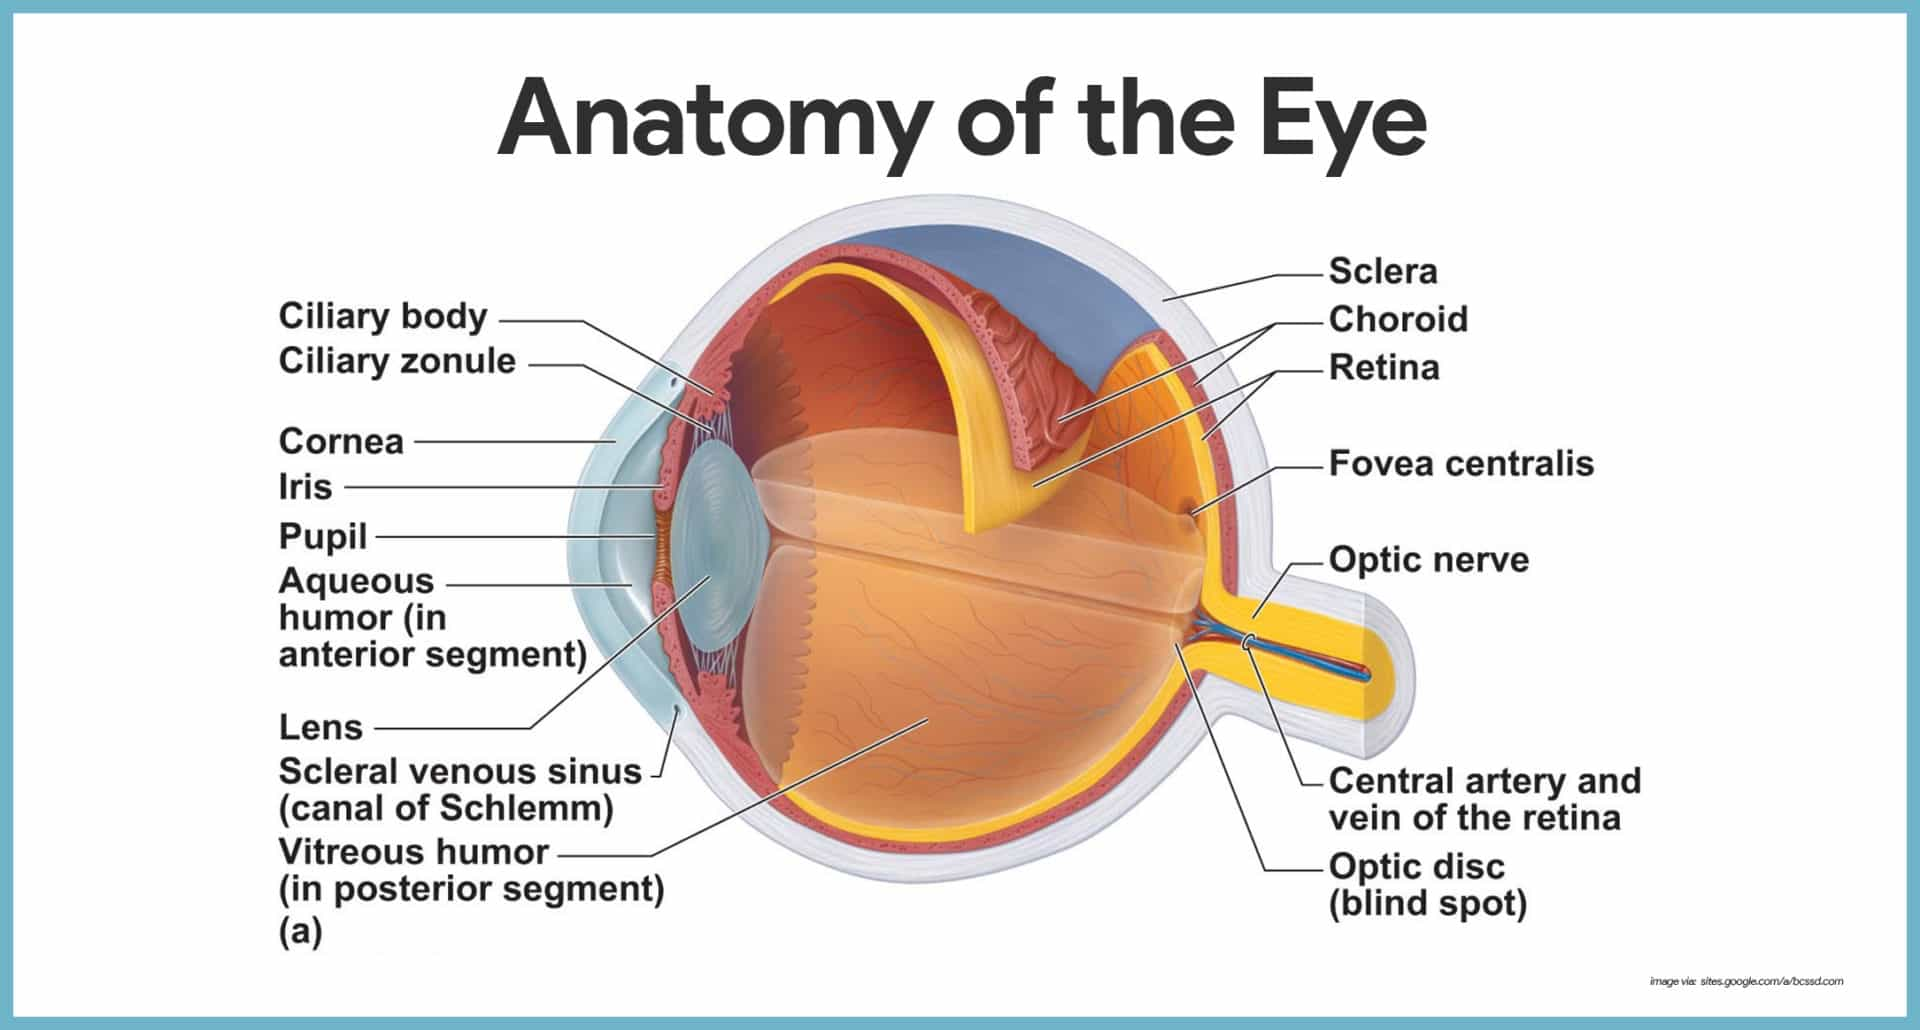 Anatomy of the Eye
Ciliary body
Ciliary zonule
Cornea
Iris
Pupil
Aqueous
humor (in
anterior segment)
Lens
Scleral venous sinus
(canal of Schlemm)
Vitreous humor
(in posterior segment)
(a)
Sclera
Choroid
Retina
Fovea centralis
Optic nerve
Central artery and
vein of the retina
Optic disc
(blind spot)
image via: sites.google.com/a/bcssd.com